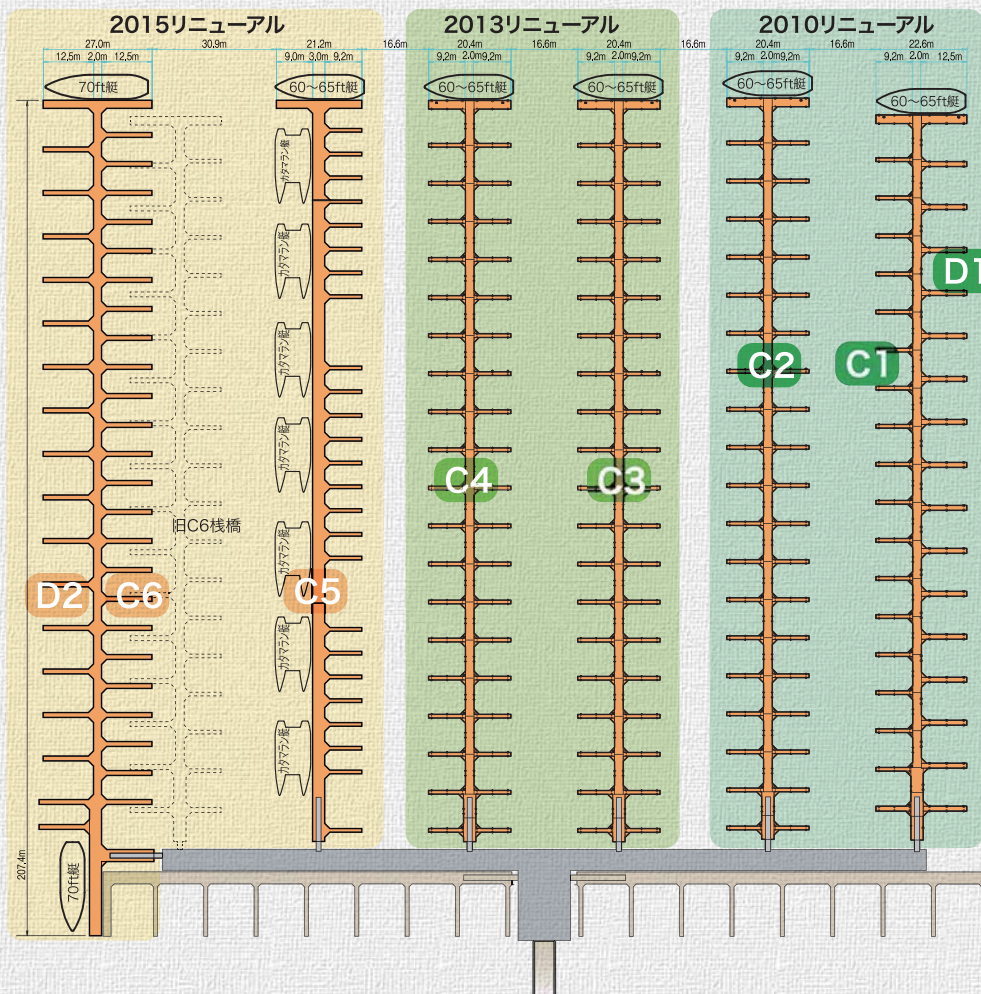 2015リニューアル
2013リニューアル
2010リニューアル
27.0m
30.9m
21.2m
16.6m
20.4m
16.6m
20.4m
16.6m
20.4m
16.6m
22.6m
12,5m 2,0m 12,5m
9,0m 3,0m 9,2m
9,2m 2.0m 9,2m
9,2m 2.0m 9,2m
9,2m 2.0m 9,2m
9,2m 2.0m 12,5m
70ft艇
60〜65ft艇
60〜65ft艇
60〜65ft艇
60〜65ft艇
60〜65ft艇
カタマラン艇
カタマラン艇
カタマラン艇
カタマラン艇
カタマラン艇
カタマラン艇
カタマラン艇
D1
C2
C1
C4
C3
旧C6桟橋
D2
C6
C5
207.4m
70ft艇